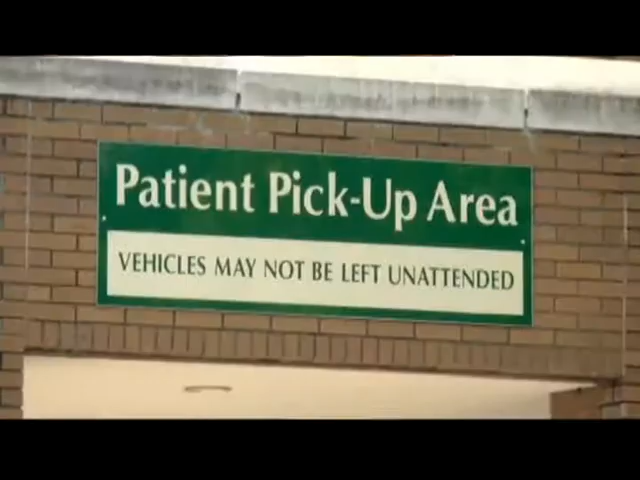 Patient Pick-Up Area
VEHICLES MAY NOT BE LEFT UNATTENDED